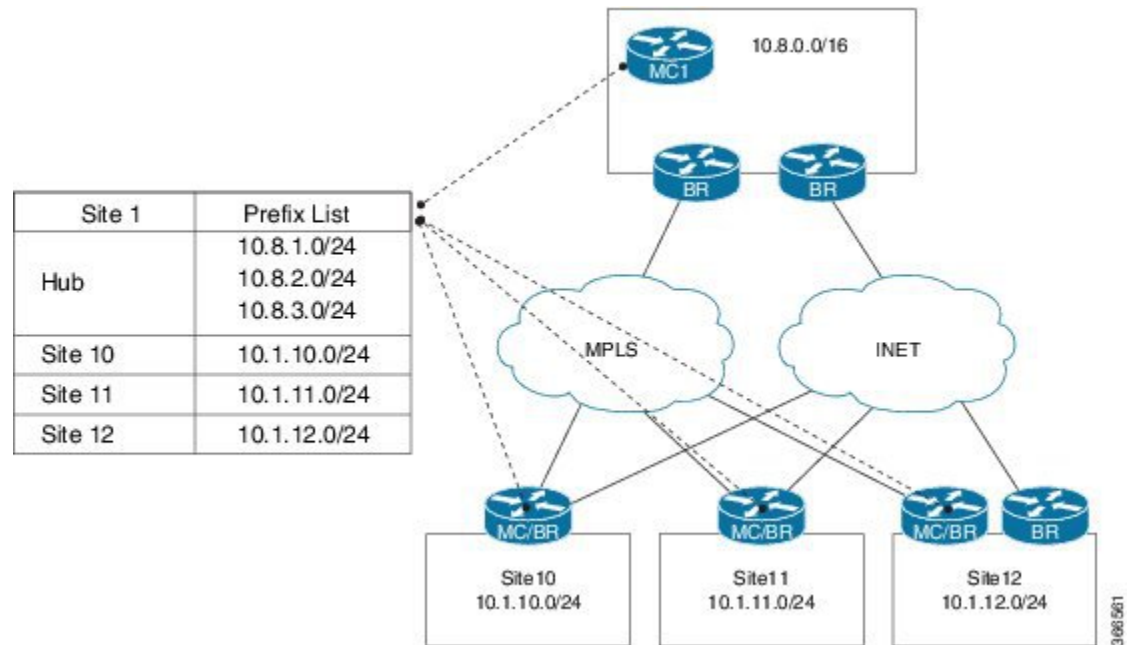 10.8.0.0/16
MC1
BR BR
Site 1 Prefix List
Hub
10.8.1.0/24
10.8.2.0/24
10.8.3.0/24
Site 10 10.1.10.0/24
Site 11 10.1.11.0/24
Site 12 10.1.12.0/24
MPLS
INET
MC/BR MC/BR MC/BR BR
Site10
10.1.10.0/24
Site11
10.1.11.0/24
Site12
10.1.12.0/24
366561